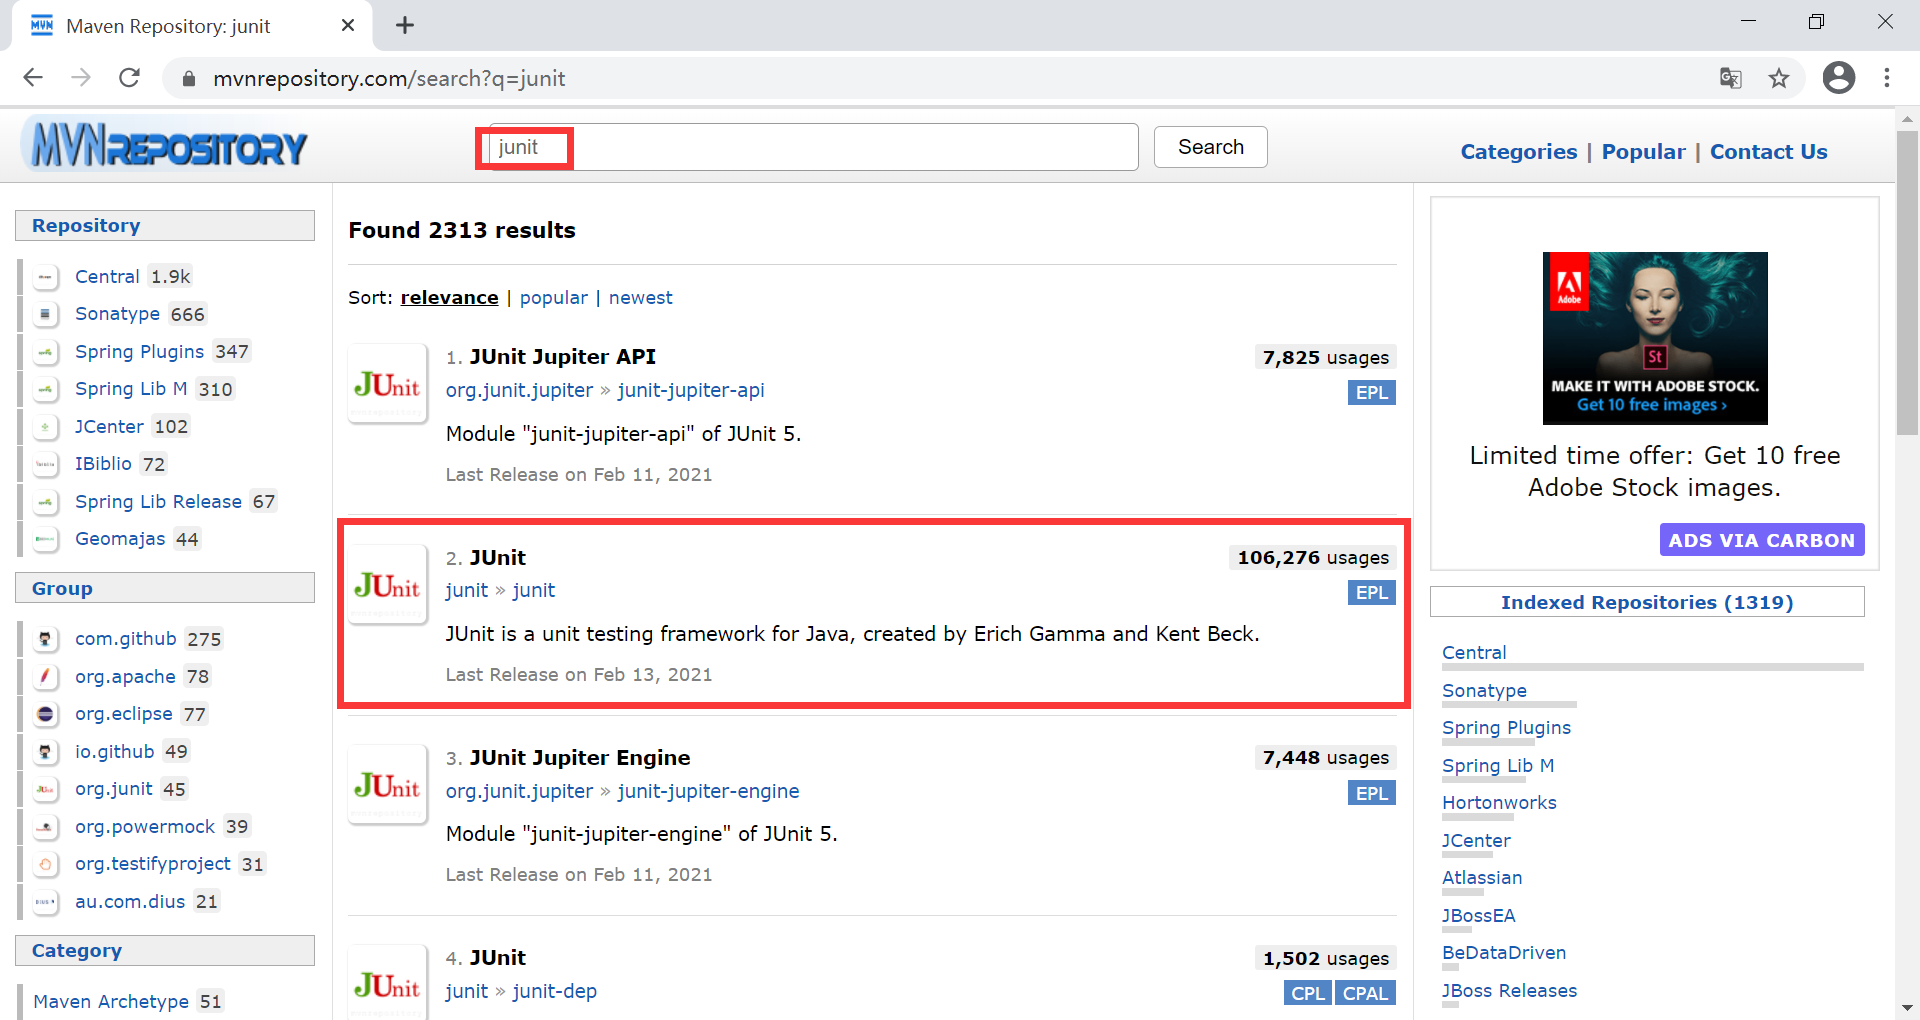 Maven Repository: junit
mvnrepository.com/search?q=junit
MVNREPOSITORY
junit
Search
Categories | Popular | Contact Us
Repository
Central 1.9k
Sonatype 666
Spring Plugins 347
Spring Lib M 310
JCenter 102
IBiblio 72
Spring Lib Release 67
Geomajas 44
Group
com.github 275
org.apache 78
org.eclipse 77
io.github 49
org.junit 45
org.powermock 39
org.testifyproject 31
au.com.dius 21
Category
Maven Archetype 51
Found 2313 results
Sort: relevance | popular | newest
JUnit
1. JUnit Jupiter API
7,825 usages
org.junit.jupiter » junit-jupiter-api
EPL
Module "junit-jupiter-api" of JUnit 5.
Last Release on Feb 11, 2021
JUnit
2. JUnit
106,276 usages
junit » junit
EPL
JUnit is a unit testing framework for Java, created by Erich Gamma and Kent Beck.
Last Release on Feb 13, 2021
JUnit
3. JUnit Jupiter Engine
7,448 usages
org.junit.jupiter » junit-jupiter-engine
EPL
Module "junit-jupiter-engine" of JUnit 5.
Last Release on Feb 11, 2021
JUnit
4. JUnit
1,502 usages
junit » junit-dep
CPL CPAL
Adobe
St
MAKE IT WITH ADOBE STOCK.
Get 10 free images ›
Limited time offer: Get 10 free
Adobe Stock images.
ADS VIA CARBON
Indexed Repositories (1319)
Central
Sonatype
Spring Plugins
Spring Lib M
Hortonworks
JCenter
Atlassian
JBossEA
BeDataDriven
JBoss Releases